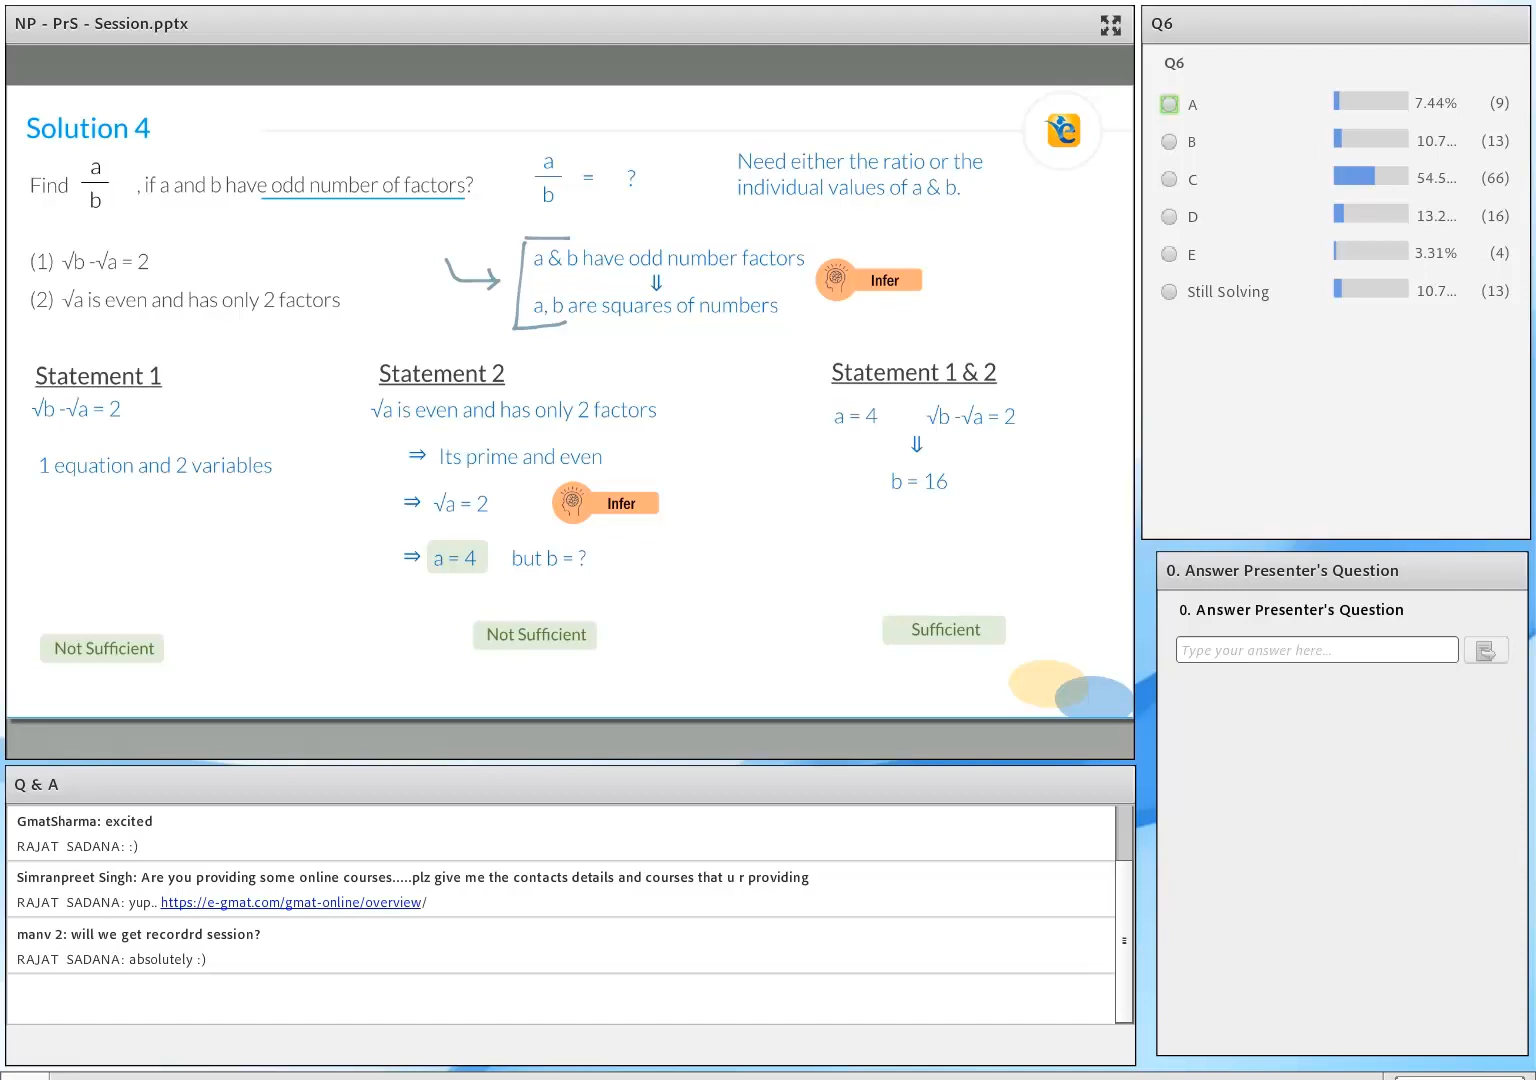 NP - PrS - Session.pptx
Solution 4
Find a/b , if a and b have odd number of factors?
a/b = ?
Need either the ratio or the
individual values of a & b.
(1) √b -√a = 2
(2) √a is even and has only 2 factors
a & b have odd number factors
⇓
a, b are squares of numbers
Infer
Statement 1
√b -√a = 2
1 equation and 2 variables
Not Sufficient
Statement 2
√a is even and has only 2 factors
⇒ Its prime and even
⇒ √a = 2
Infer
⇒ a = 4 but b = ?
Not Sufficient
Statement 1 & 2
a = 4 √b -√a = 2
⇓
b = 16
Sufficient
Q6
Q6
A 7.44% (9)
B 10.7... (13)
C 54.5... (66)
D 13.2... (16)
E 3.31% (4)
Still Solving 10.7... (13)
0. Answer Presenter's Question
0. Answer Presenter's Question
Type your answer here...
Q & A
GmatSharma: excited
RAJAT SADANA: :)
Simranpreet Singh: Are you providing some online courses.....plz give me the contacts details and courses that u r providing
RAJAT SADANA: yup.. https://e-gmat.com/gmat-online/overview/
manv 2: will we get recordrd session?
RAJAT SADANA: absolutely :)